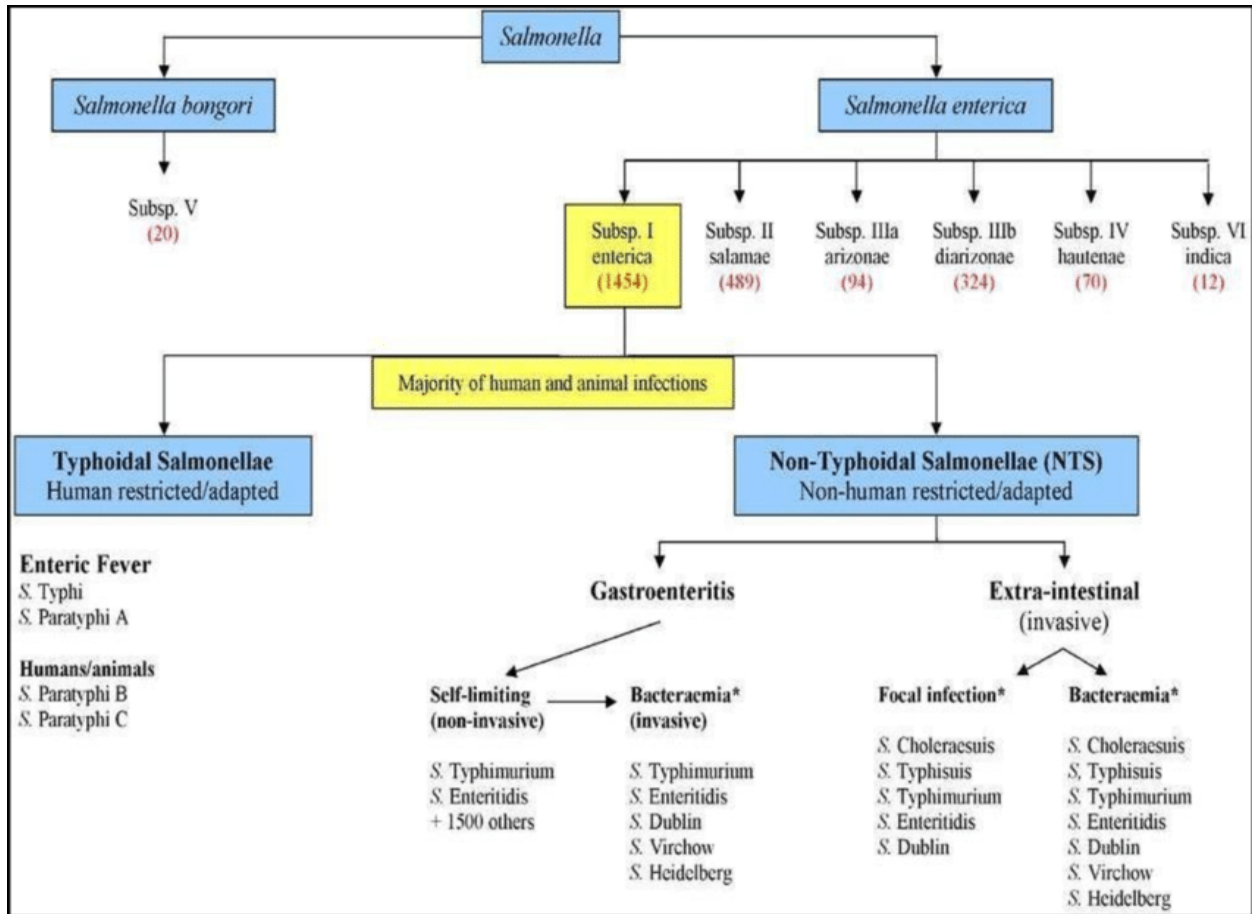 Salmonella
Salmonella bongori
Salmonella enterica
Subsp. V
(20)
Subsp. I
enterica
(1454)
Subsp. II
salamae
(489)
Subsp. IIIa
arizonae
(94)
Subsp. IIIb
diarizonae
(324)
Subsp. IV
hautenae
(70)
Subsp. VI
indica
(12)
Majority of human and animal infections
Typhoidal Salmonellae
Human restricted/adapted
Non-Typhoidal Salmonellae (NTS)
Non-human restricted/adapted
Enteric Fever
S. Typhi
S. Paratyphi A
Humans/animals
S. Paratyphi B
S. Paratyphi C
Gastroenteritis
Extra-intestinal
(invasive)
Self-limiting
(non-invasive)
S. Typhimurium
S. Enteritidis
+ 1500 others
Bacteraemia*
(invasive)
S. Typhimurium
S. Enteritidis
S. Dublin
S. Virchow
S. Heidelberg
Focal infection*
S. Choleraesuis
S. Typhisuis
S. Typhimurium
S. Enteritidis
S. Dublin
Bacteraemia*
S. Choleraesuis
S, Typhisuis
S. Typhimurium
S. Enteritidis
S. Dublin
S. Virchow
S. Heidelberg